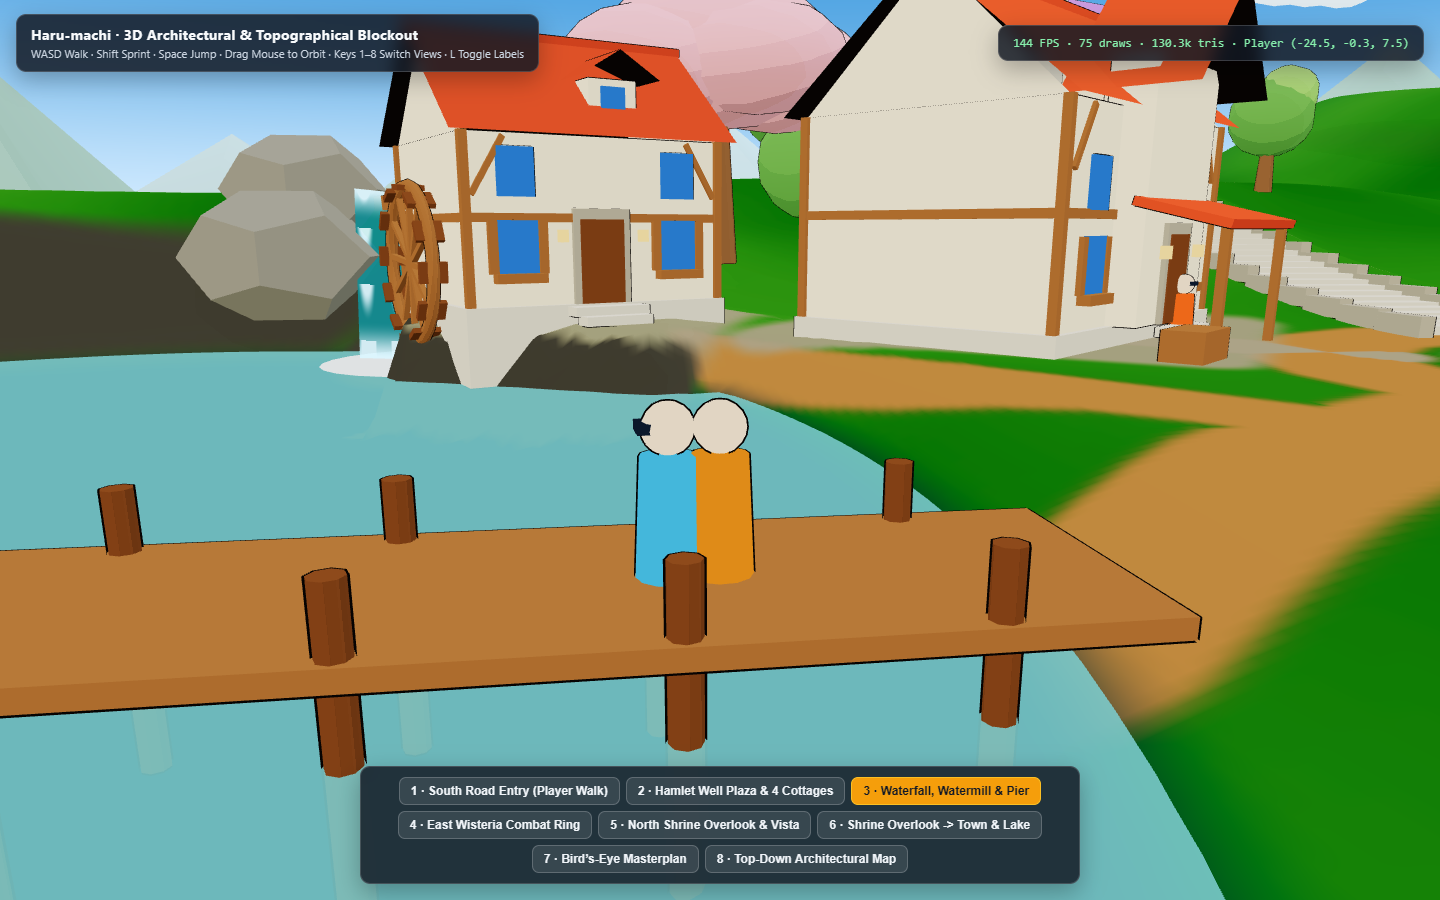 Haru-machi · 3D Architectural & Topographical Blockout
WASD Walk · Shift Sprint · Space Jump · Drag Mouse to Orbit · Keys 1–8 Switch Views · L Toggle Labels
144 FPS · 75 draws · 130.3k tris · Player (-24.5, -0.3, 7.5)
1 · South Road Entry (Player Walk)
2 · Hamlet Well Plaza & 4 Cottages
3 · Waterfall, Watermill & Pier
4 · East Wisteria Combat Ring
5 · North Shrine Overlook & Vista
6 · Shrine Overlook -> Town & Lake
7 · Bird's-Eye Masterplan
8 · Top-Down Architectural Map